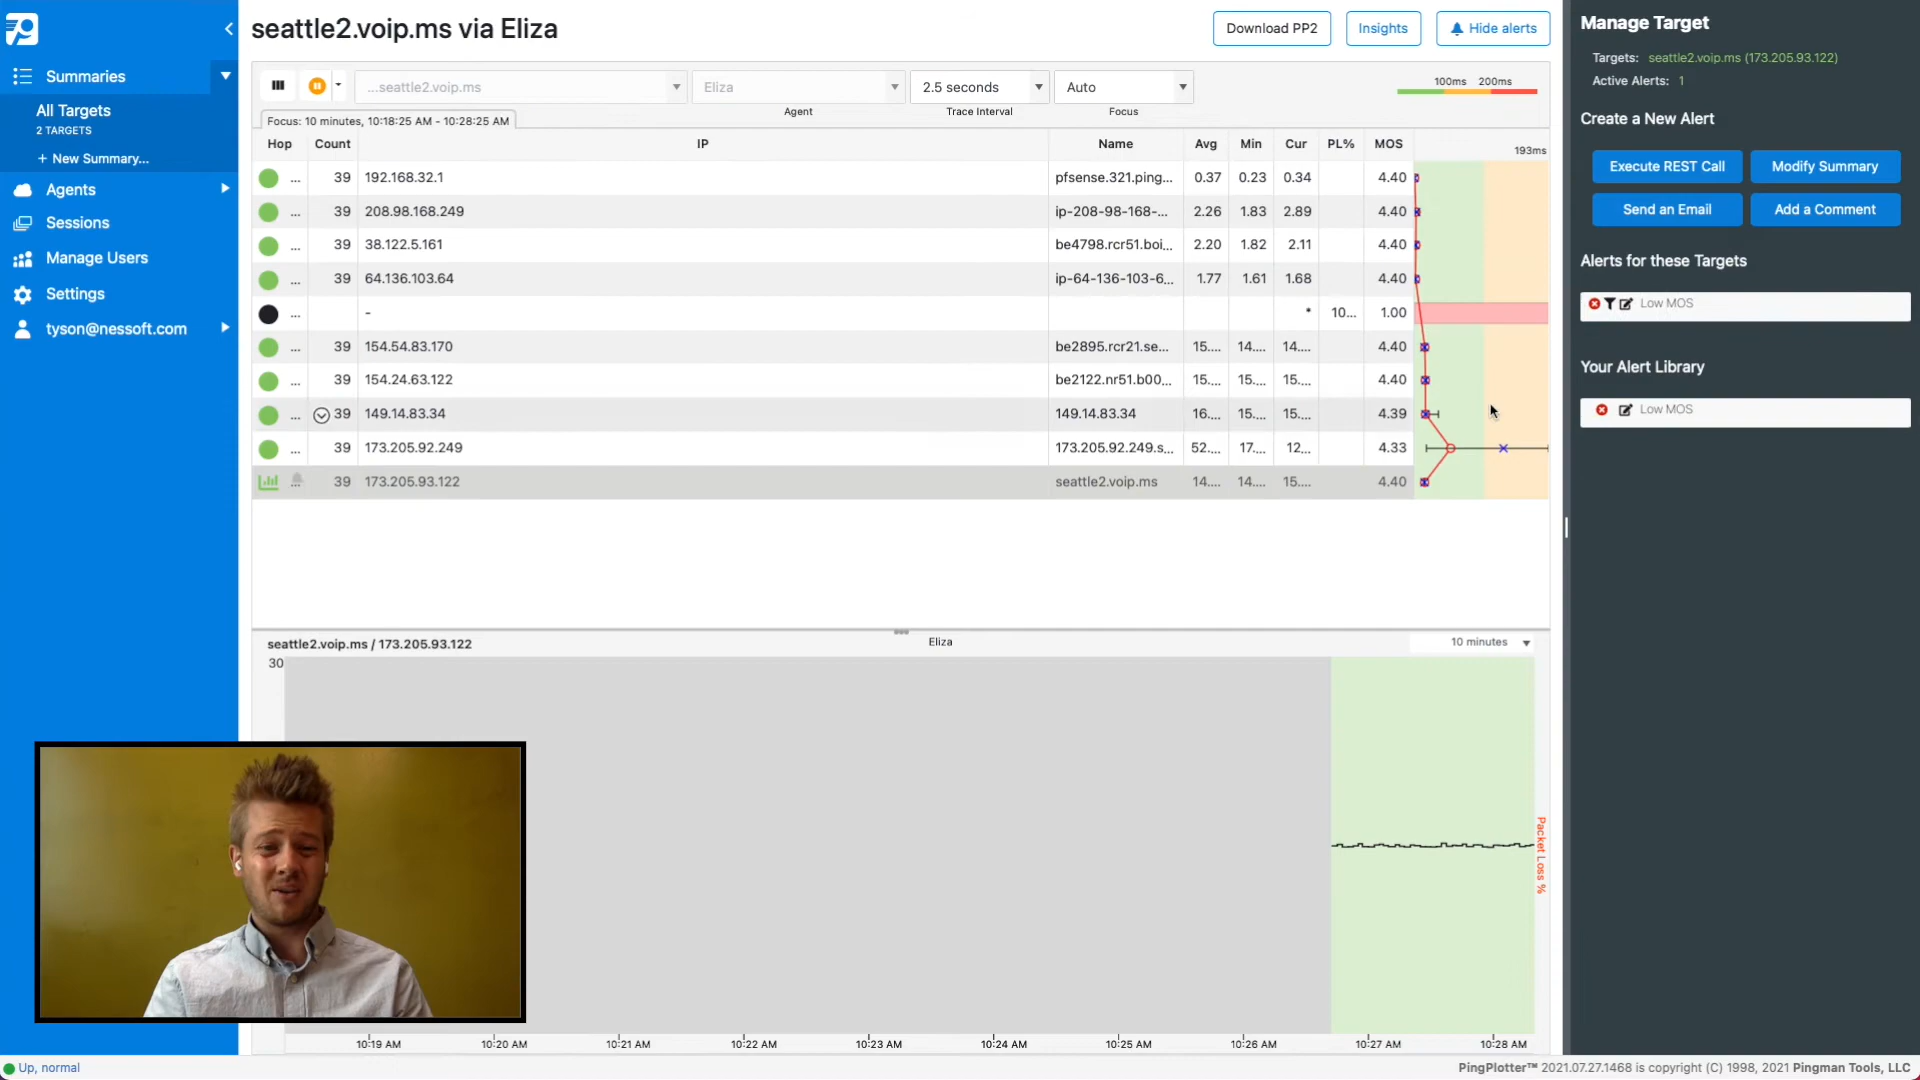 seattle2.voip.ms via Eliza
Download PP2
Insights
Hide alerts
Summaries
All Targets
2 TARGETS
+ New Summary...
Agents
Sessions
Manage Users
Settings
tyson@nessoft.com
...seattle2.voip.ms
Eliza
Agent
2.5 seconds
Trace Interval
Auto
Focus
100ms 200ms
Focus: 10 minutes, 10:18:25 AM - 10:28:25 AM
Hop Count IP Name Avg Min Cur PL% MOS 193ms
... 39 192.168.32.1 pfsense.321.ping... 0.37 0.23 0.34 4.40
... 39 208.98.168.249 ip-208-98-168-... 2.26 1.83 2.89 4.40
... 39 38.122.5.161 be4798.rcr51.boi... 2.20 1.82 2.11 4.40
... 39 64.136.103.64 ip-64-136-103-6... 1.77 1.61 1.68 4.40
... - * 10... 1.00
... 39 154.54.83.170 be2895.rcr21.se... 15.... 14.... 14.... 4.40
... 39 154.24.63.122 be2122.nr51.b00... 15.... 15.... 15.... 4.40
... 39 149.14.83.34 149.14.83.34 16.... 15.... 15.... 4.39
... 39 173.205.92.249 173.205.92.249.s... 52.... 17.... 12... 4.33
39 173.205.93.122 seattle2.voip.ms 14.... 14.... 15.... 4.40
seattle2.voip.ms / 173.205.93.122
Eliza
10 minutes
30
Packet Loss %
10:19 AM 10:20 AM 10:21 AM 10:22 AM 10:23 AM 10:24 AM 10:25 AM 10:26 AM 10:27 AM 10:28 AM
Manage Target
Targets: seattle2.voip.ms (173.205.93.122)
Active Alerts: 1
Create a New Alert
Execute REST Call
Modify Summary
Send an Email
Add a Comment
Alerts for these Targets
Low MOS
Your Alert Library
Low MOS
Up, normal
PingPlotter™ 2021.07.27.1468 is copyright (C) 1998, 2021 Pingman Tools, LLC